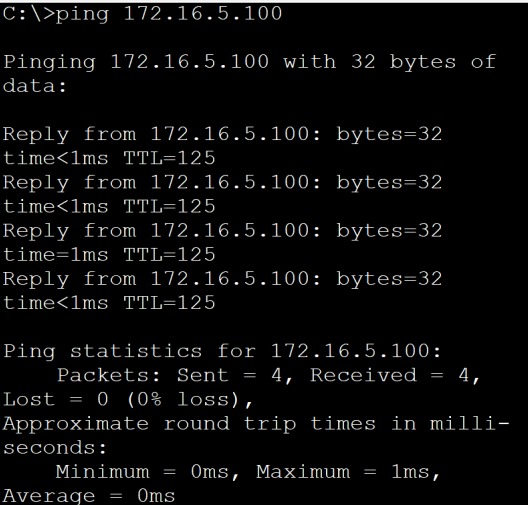 C:\>ping 172.16.5.100
Pinging 172.16.5.100 with 32 bytes of
data:
Reply from 172.16.5.100: bytes=32
time<1ms TTL=125
Reply from 172.16.5.100: bytes=32
time<1ms TTL=125
Reply from 172.16.5.100: bytes=32
time=1ms TTL=125
Reply from 172.16.5.100: bytes=32
time<1ms TTL=125
Ping statistics for 172.16.5.100:
Packets: Sent = 4, Received = 4,
Lost = 0 (0% loss),
Approximate round trip times in milli-
seconds:
Minimum = 0ms, Maximum = 1ms,
Average = 0ms